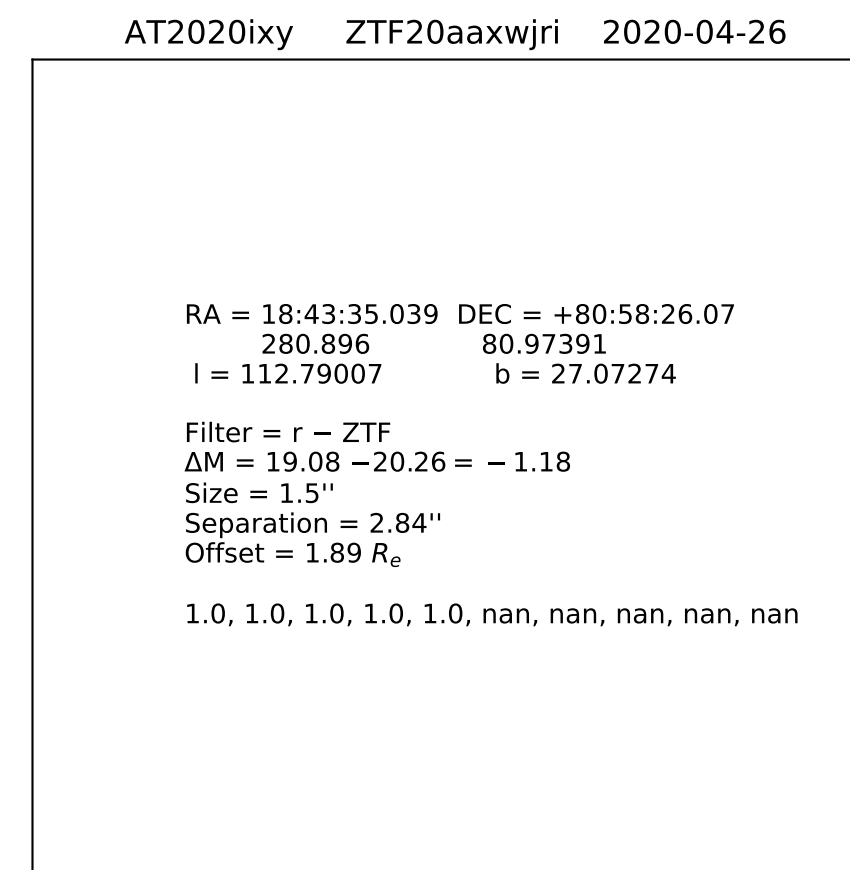 AT2020ixy ZTF20aaxwjri 2020-04-26
RA = 18:43:35.039 DEC = +80:58:26.07
280.896 80.97391
l = 112.79007 b = 27.07274
Filter = r − ZTF
ΔM = 19.08 −20.26 = −1.18
Size = 1.5''
Separation = 2.84''
Offset = 1.89 Rₑ
1.0, 1.0, 1.0, 1.0, 1.0, nan, nan, nan, nan, nan